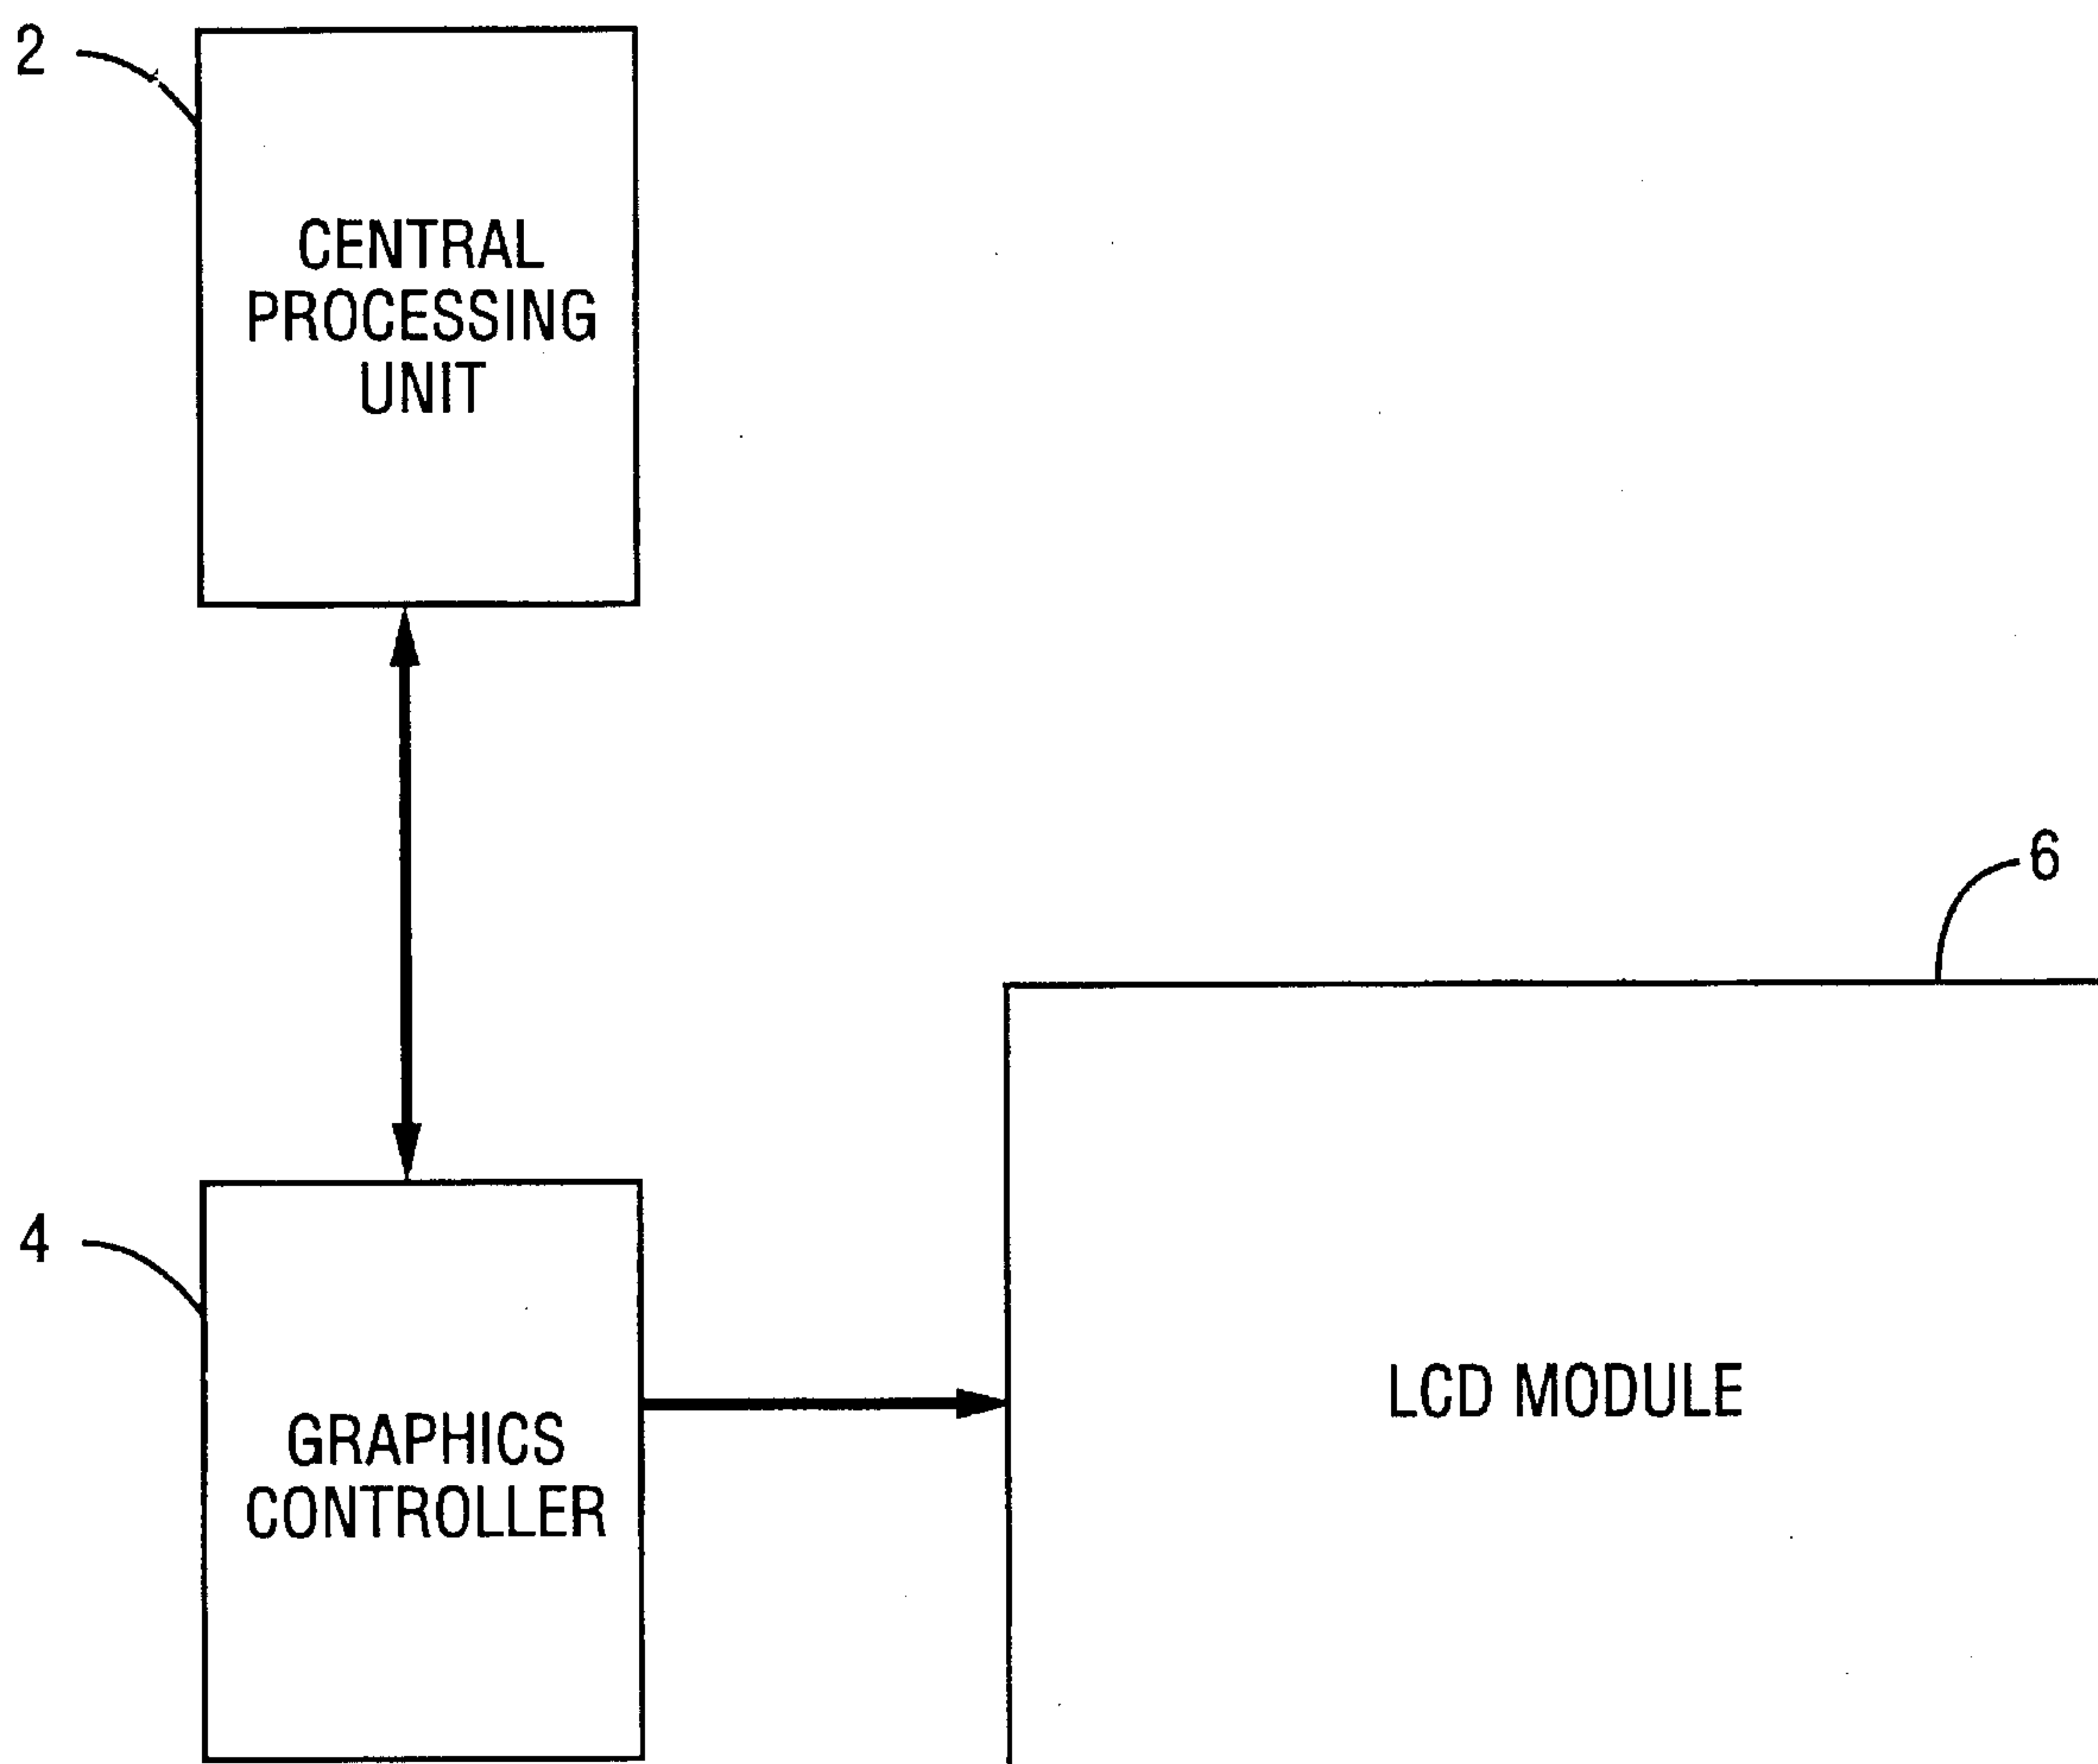 2
CENTRAL
PROCESSING
UNIT
6
4
GRAPHICS
CONTROLLER
LCD MODULE